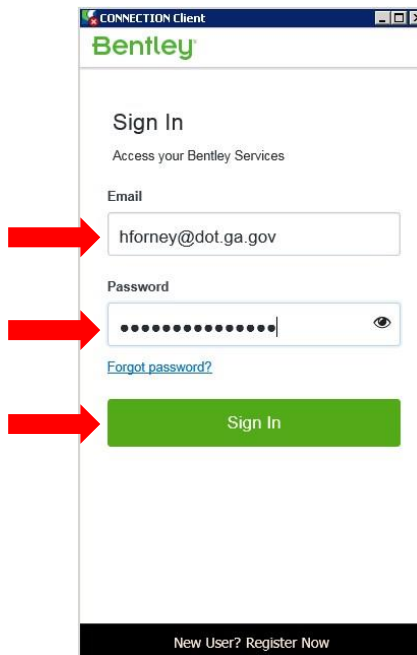 CONNECTION Client
Bentley
Sign In
Access your Bentley Services
Email
hforney@dot.ga.gov
Password
●●●●●●●●●●●●●●●
Forgot password?
Sign In
New User? Register Now